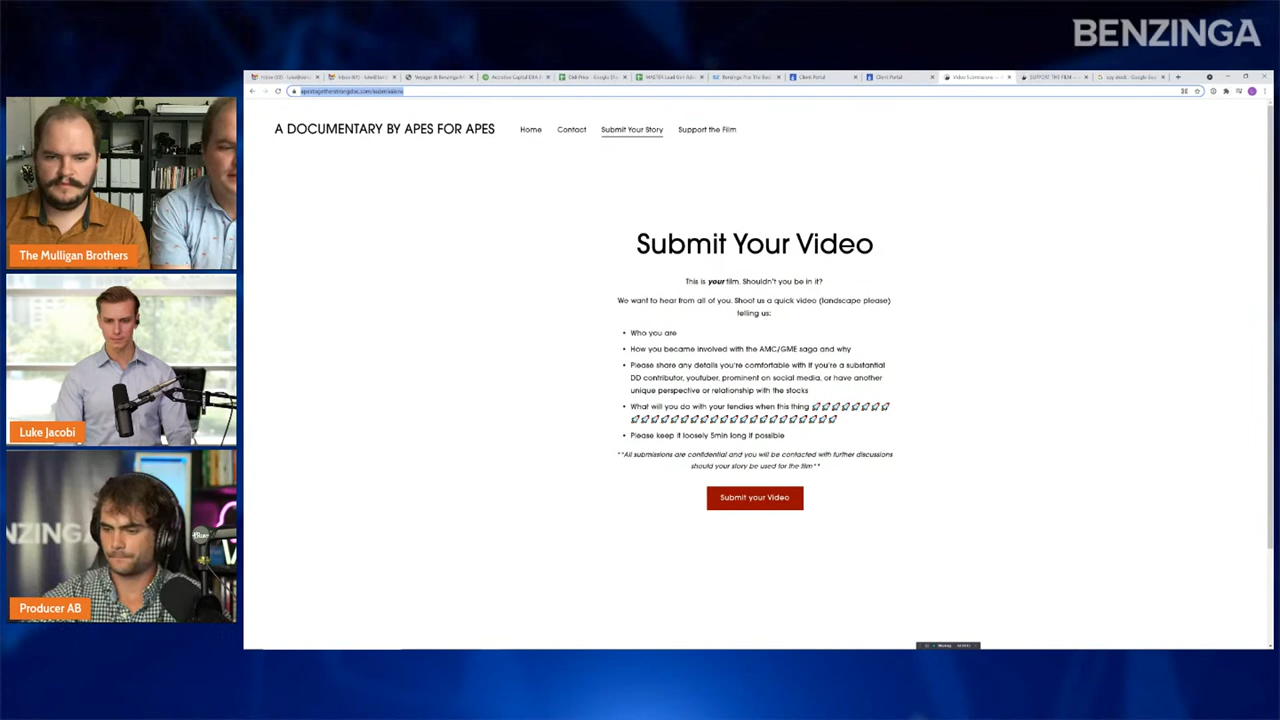 BENZINGA
apestogetherstrongdoc.com/submissions
A DOCUMENTARY BY APES FOR APES
Home
Contact
Submit Your Story
Support the Film
Submit Your Video
This is your film. Shouldn't you be in it?
We want to hear from all of you. Shoot us a quick video (landscape please)
telling us:
• Who you are
• How you became involved with the AMC/GME saga and why
• Please share any details you're comfortable with if you're a substantial
DD contributor, youtuber, prominent on social media, or have another
unique perspective or relationship with the stocks
• What will you do with your tendies when this thing 🚀🚀🚀🚀🚀🚀🚀🚀
🚀🚀🚀🚀🚀🚀🚀🚀🚀🚀🚀🚀🚀🚀🚀🚀🚀🚀🚀🚀🚀
• Please keep it loosely 5min long if possible
**All submissions are confidential and you will be contacted with further discussions
should your story be used for the film**
Submit your Video
The Mulligan Brothers
Luke Jacobi
BENZINGA
Producer AB